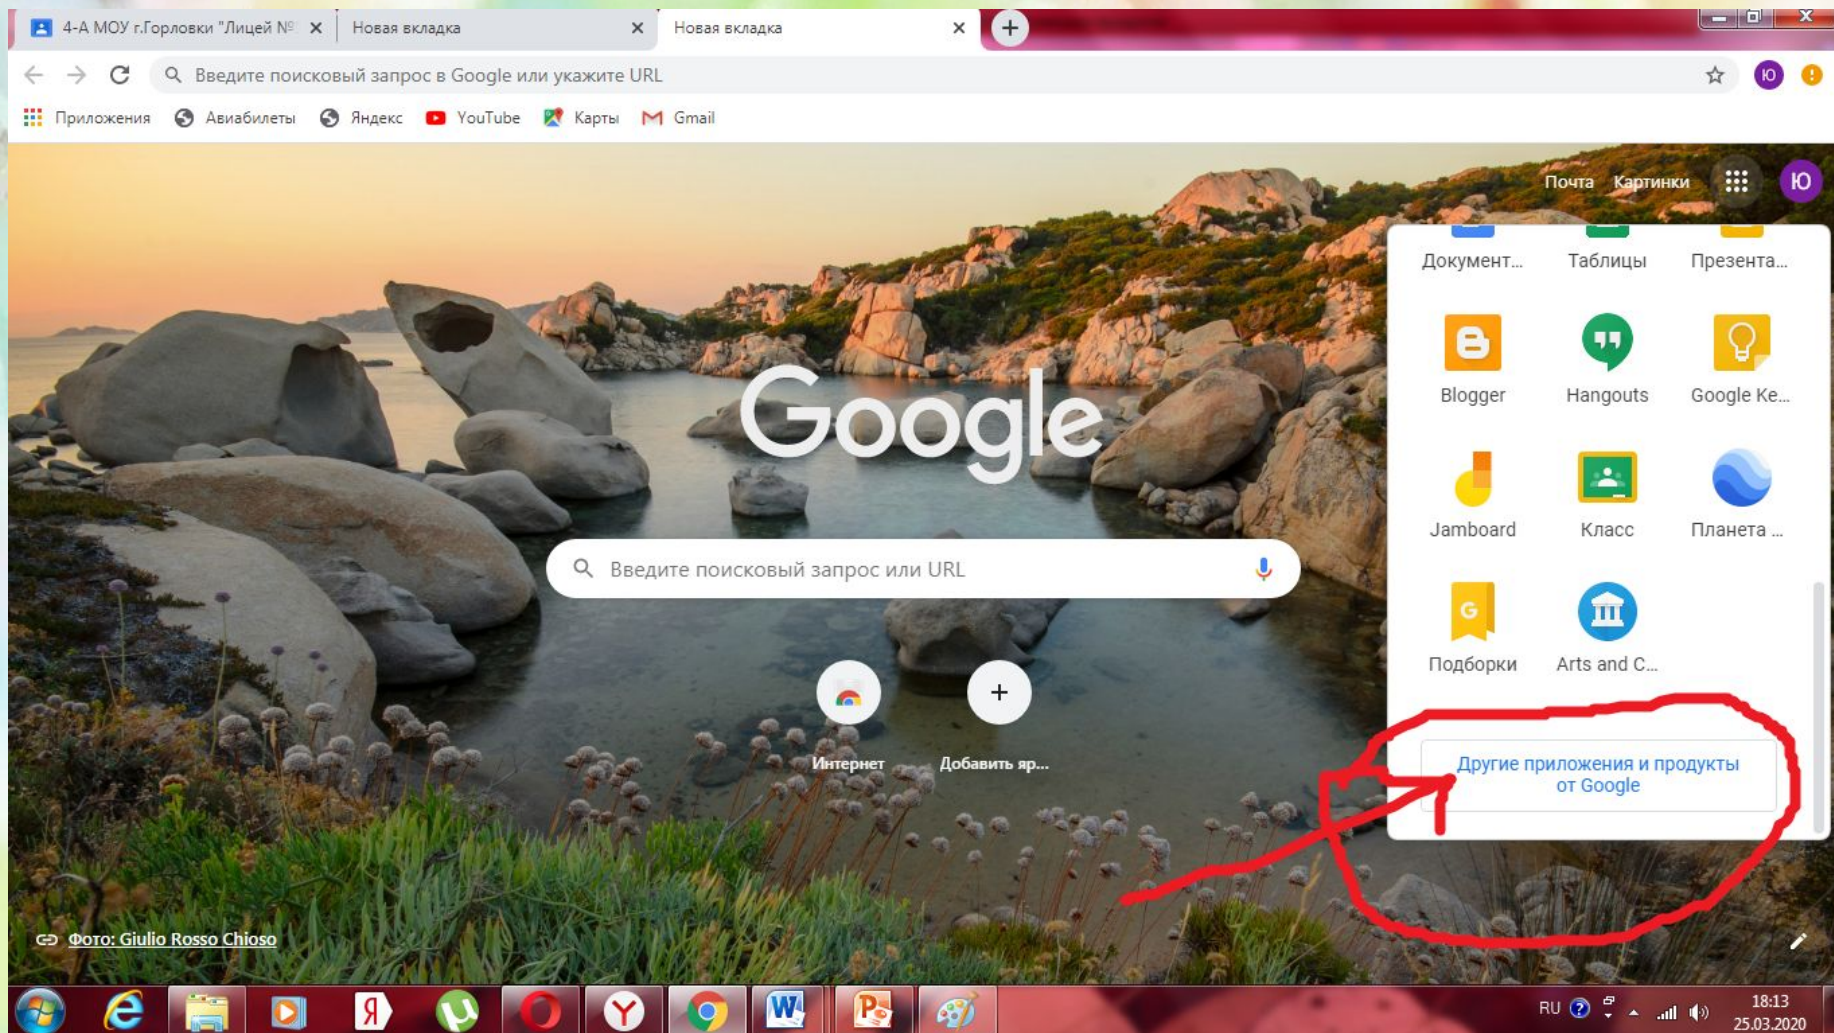 4-А МОУ г.Горловки "Лицей №
Новая вкладка
Новая вкладка
Введите поисковый запрос в Google или укажите URL
Ю
Приложения
Авиабилеты
Яндекс
YouTube
Карты
Gmail
Почта
Картинки
Ю
Документ...
Таблицы
Презента...
Blogger
Hangouts
Google Ke...
Jamboard
Класс
Планета ...
G
Подборки
Arts and C...
Другие приложения и продукты
от Google
Google
Введите поисковый запрос или URL
Интернет
Добавить яр...
Фото: Giulio Rosso Chioso
RU
18:13
25.03.2020